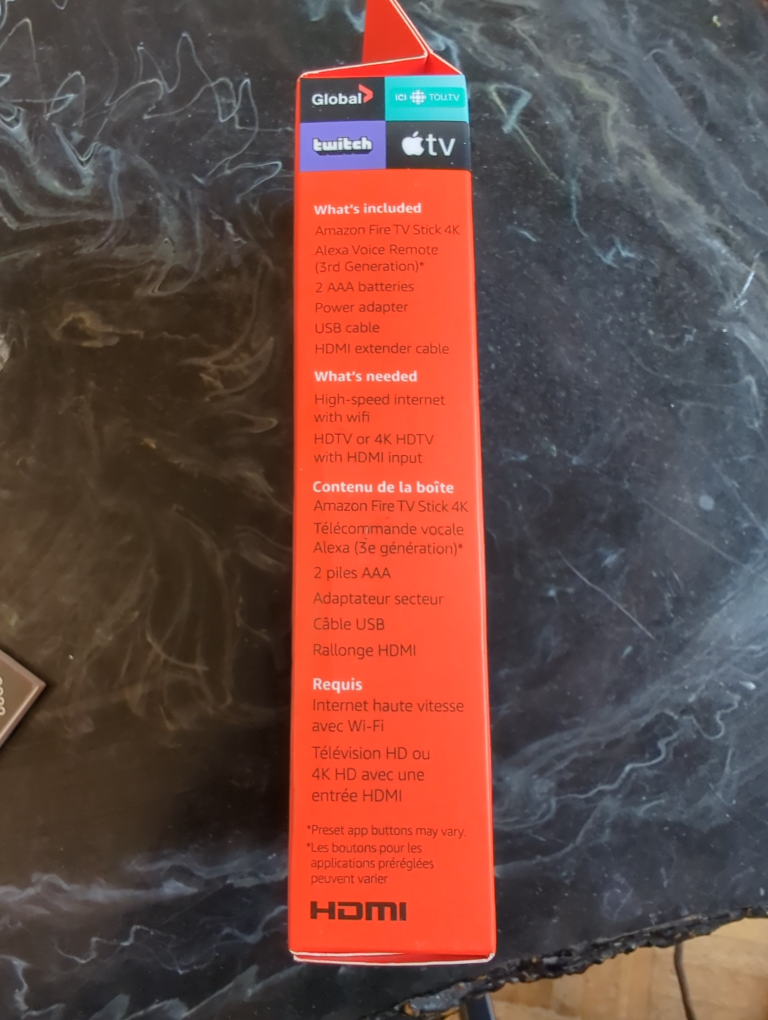 Global
ICI TOU.TV
twitch
tv
What's included
Amazon Fire TV Stick 4K
Alexa Voice Remote
(3rd Generation)*
2 AAA batteries
Power adapter
USB cable
HDMI extender cable
What's needed
High-speed internet
with wifi
HDTV or 4K HDTV
with HDMI input
Contenu de la boîte
Amazon Fire TV Stick 4K
Télécommande vocale
Alexa (3e génération)*
2 piles AAA
Adaptateur secteur
Câble USB
Rallonge HDMI
Requis
Internet haute vitesse
avec Wi-Fi
Télévision HD ou
4K HD avec une
entrée HDMI
*Preset app buttons may vary.
*Les boutons pour les
applications préréglées
peuvent varier
HDMI